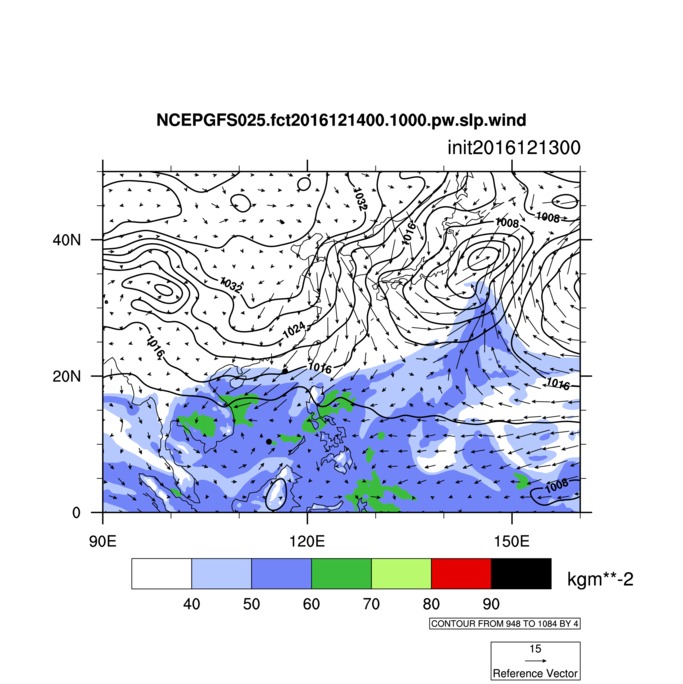 NCEPGFS025.fct2016121400.1000.pw.slp.wind
init2016121300
1032
1008
1008
1016
40N
1032
1024
1016
1016
20N
1016
1008
0
90E 120E 150E
kgm**-2
40 50 60 70 80 90
CONTOUR FROM 948 TO 1084 BY 4
15
Reference Vector